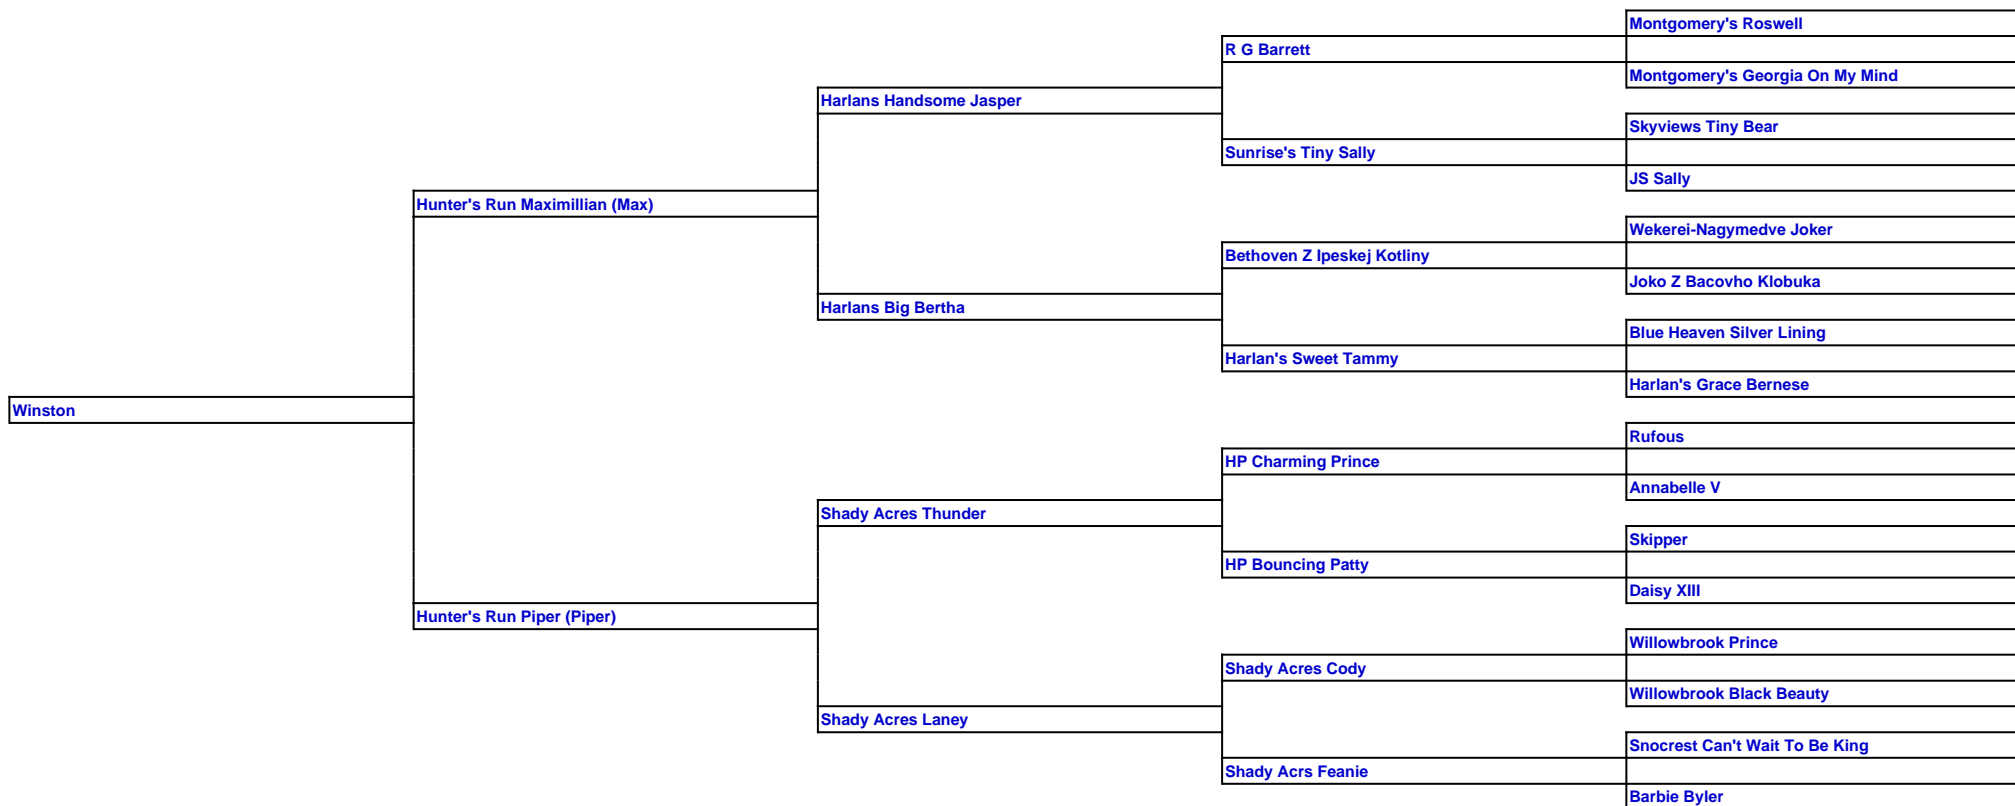 Montgomery's Roswell
R G Barrett
Montgomery's Georgia On My Mind
Harlans Handsome Jasper
Skyviews Tiny Bear
Sunrise's Tiny Sally
JS Sally
Hunter's Run Maximillian (Max)
Wekerei-Nagymedve Joker
Bethoven Z Ipeskej Kotliny
Joko Z Bacovho Klobuka
Harlans Big Bertha
Blue Heaven Silver Lining
Harlan's Sweet Tammy
Harlan's Grace Bernese
Winston
Rufous
HP Charming Prince
Annabelle V
Shady Acres Thunder
Skipper
HP Bouncing Patty
Daisy XIII
Hunter's Run Piper (Piper)
Willowbrook Prince
Shady Acres Cody
Willowbrook Black Beauty
Shady Acres Laney
Snocrest Can't Wait To Be King
Shady Acrs Feanie
Barbie Byler